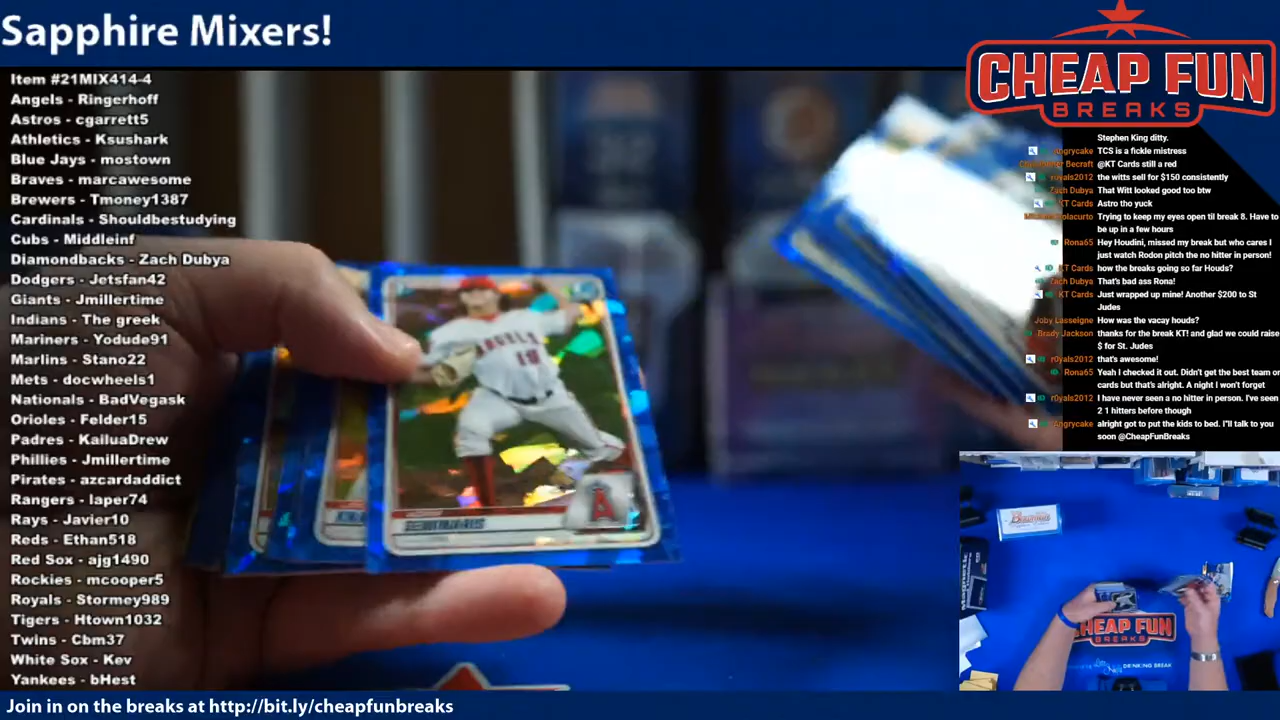 Sapphire Mixers!
Item #21MIX414-4
Angels - Ringerhoff
Astros - cgarrett5
Athletics - Ksushark
Blue Jays - mostown
Braves - marcawesome
Brewers - Tmoney1387
Cardinals - Shouldbestudying
Cubs - Middleinf
Diamondbacks - Zach Dubya
Dodgers - Jetsfan42
Giants - Jmillertime
Indians - The greek
Mariners - Yodude91
Marlins - Stano22
Mets - docwheels1
Nationals - BadVegask
Orioles - Felder15
Padres - KailuaDrew
Phillies - Jmillertime
Pirates - azcardaddict
Rangers - laper74
Rays - Javier10
Reds - Ethan518
Red Sox - ajg1490
Rockies - mcooper5
Royals - Stormey989
Tigers - Htown1032
Twins - Cbm37
White Sox - Kev
Yankees - bHest
Join in on the breaks at http://bit.ly/cheapfunbreaks
ANGELS
18
A
CHEAP FUN
BREAKS
Stephen King ditty.
Angrycake TCS is a fickle mistress
Becraft @KT Cards still a red
r0yals2012 the witts sell for $150 consistently
Zach Dubya That Witt looked good too btw
KT Cards Astro tho yuck
Trying to keep my eyes open til break 8. Have to
be up in a few hours
Rona65 Hey Houdini, missed my break but who cares I
just watch Rodon pitch the no hitter in person!
KT Cards how the breaks going so far Houds?
Zach Dubya That's bad ass Rona!
KT Cards Just wrapped up mine! Another $200 to St
Judes
Joby Lasseigne How was the vacay houds?
Brady Jackson thanks for the break KT! and glad we could raise
$ for St. Judes
r0yals2012 that's awesome!
Rona65 Yeah I checked it out. Didn't get the best team or
cards but that's alright. A night I won't forget
r0yals2012 I have never seen a no hitter in person. I've seen
2 1 hitters before though
Angrycake alright got to put the kids to bed. I"ll talk to you
soon @CheapFunBreaks
Bowman
Magnetic
CHEAP FUN
BREAKS
DRINKING BREAK